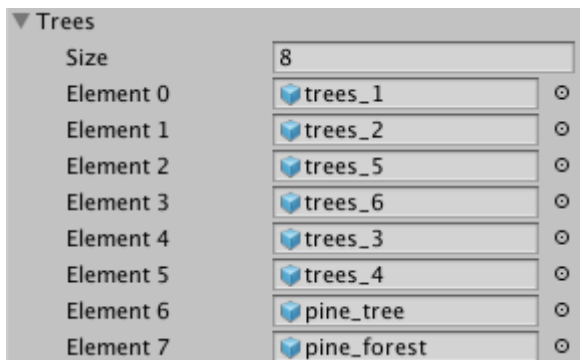 Trees
Size 8
Element 0 trees_1
Element 1 trees_2
Element 2 trees_5
Element 3 trees_6
Element 4 trees_3
Element 5 trees_4
Element 6 pine_tree
Element 7 pine_forest